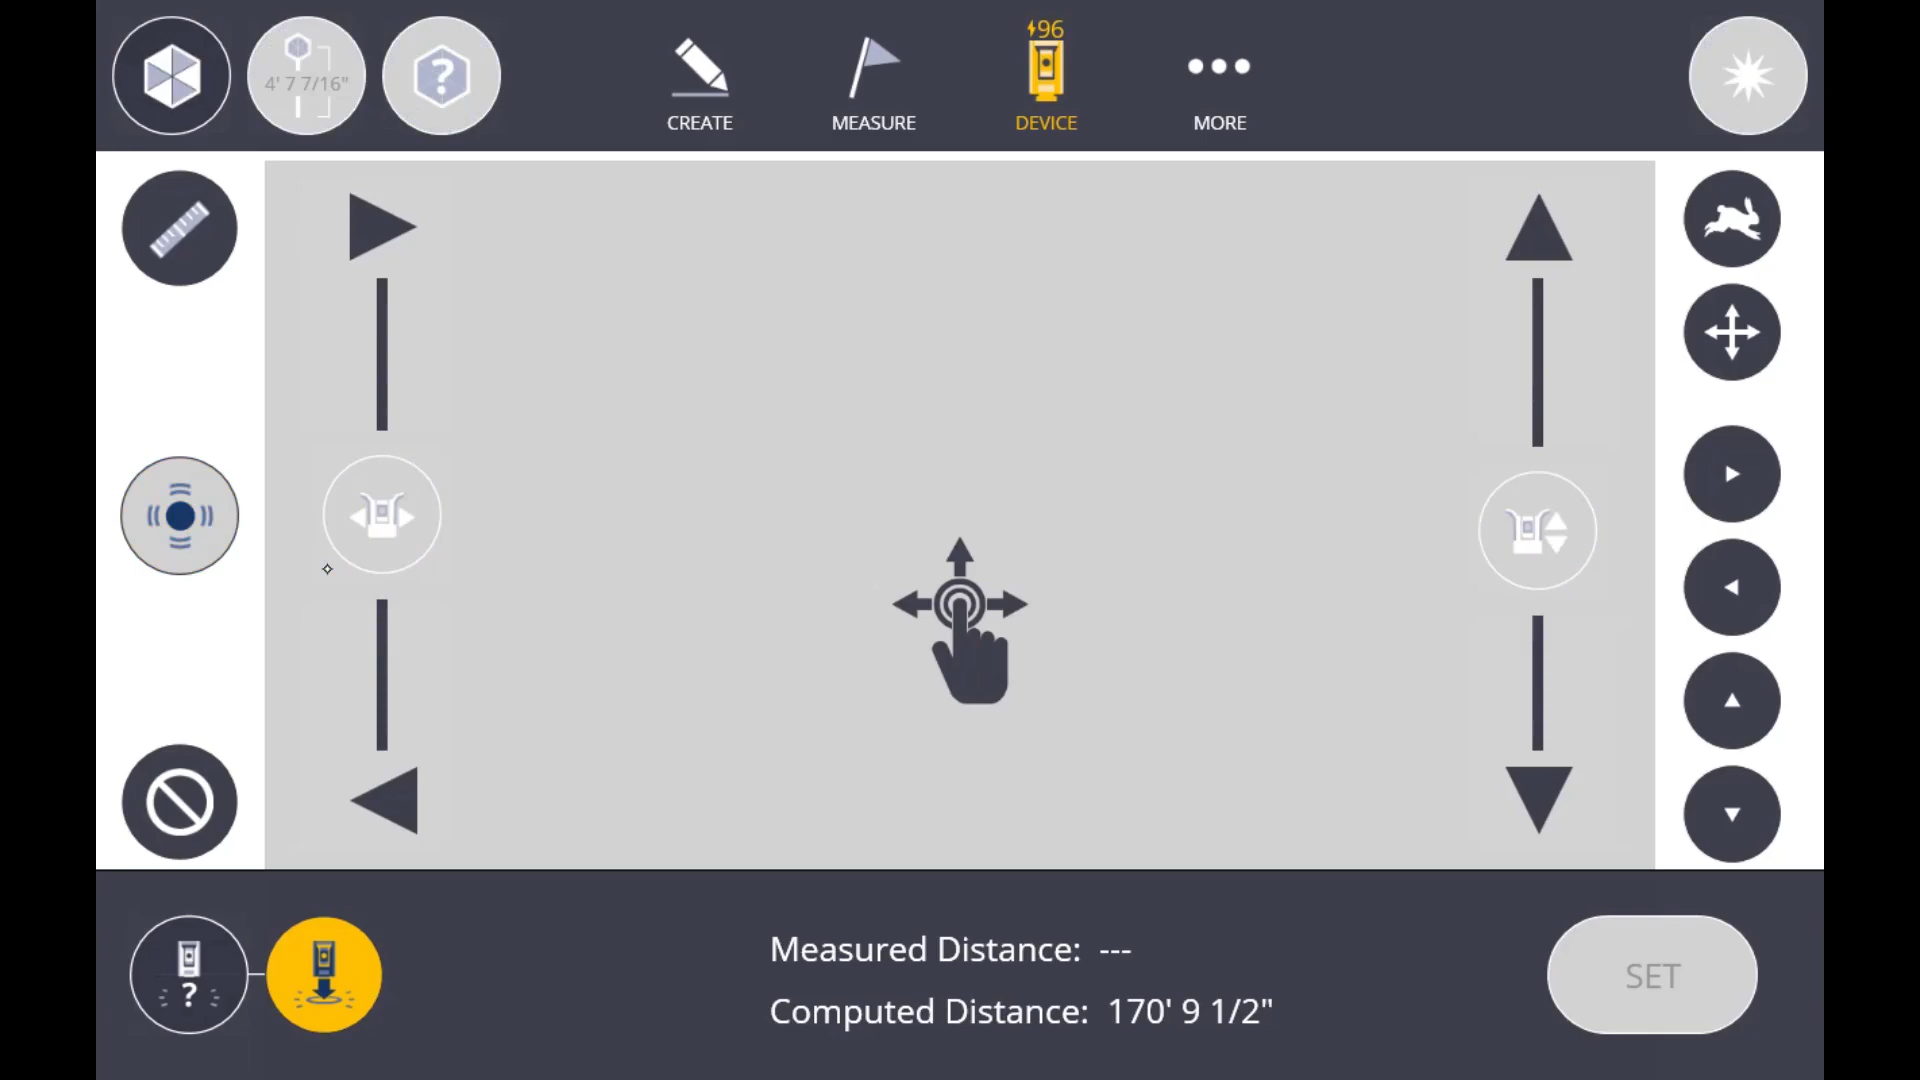 4' 7 7/16"
?
CREATE
MEASURE
96
DEVICE
MORE
?
Measured Distance: ---
Computed Distance: 170' 9 1/2"
SET